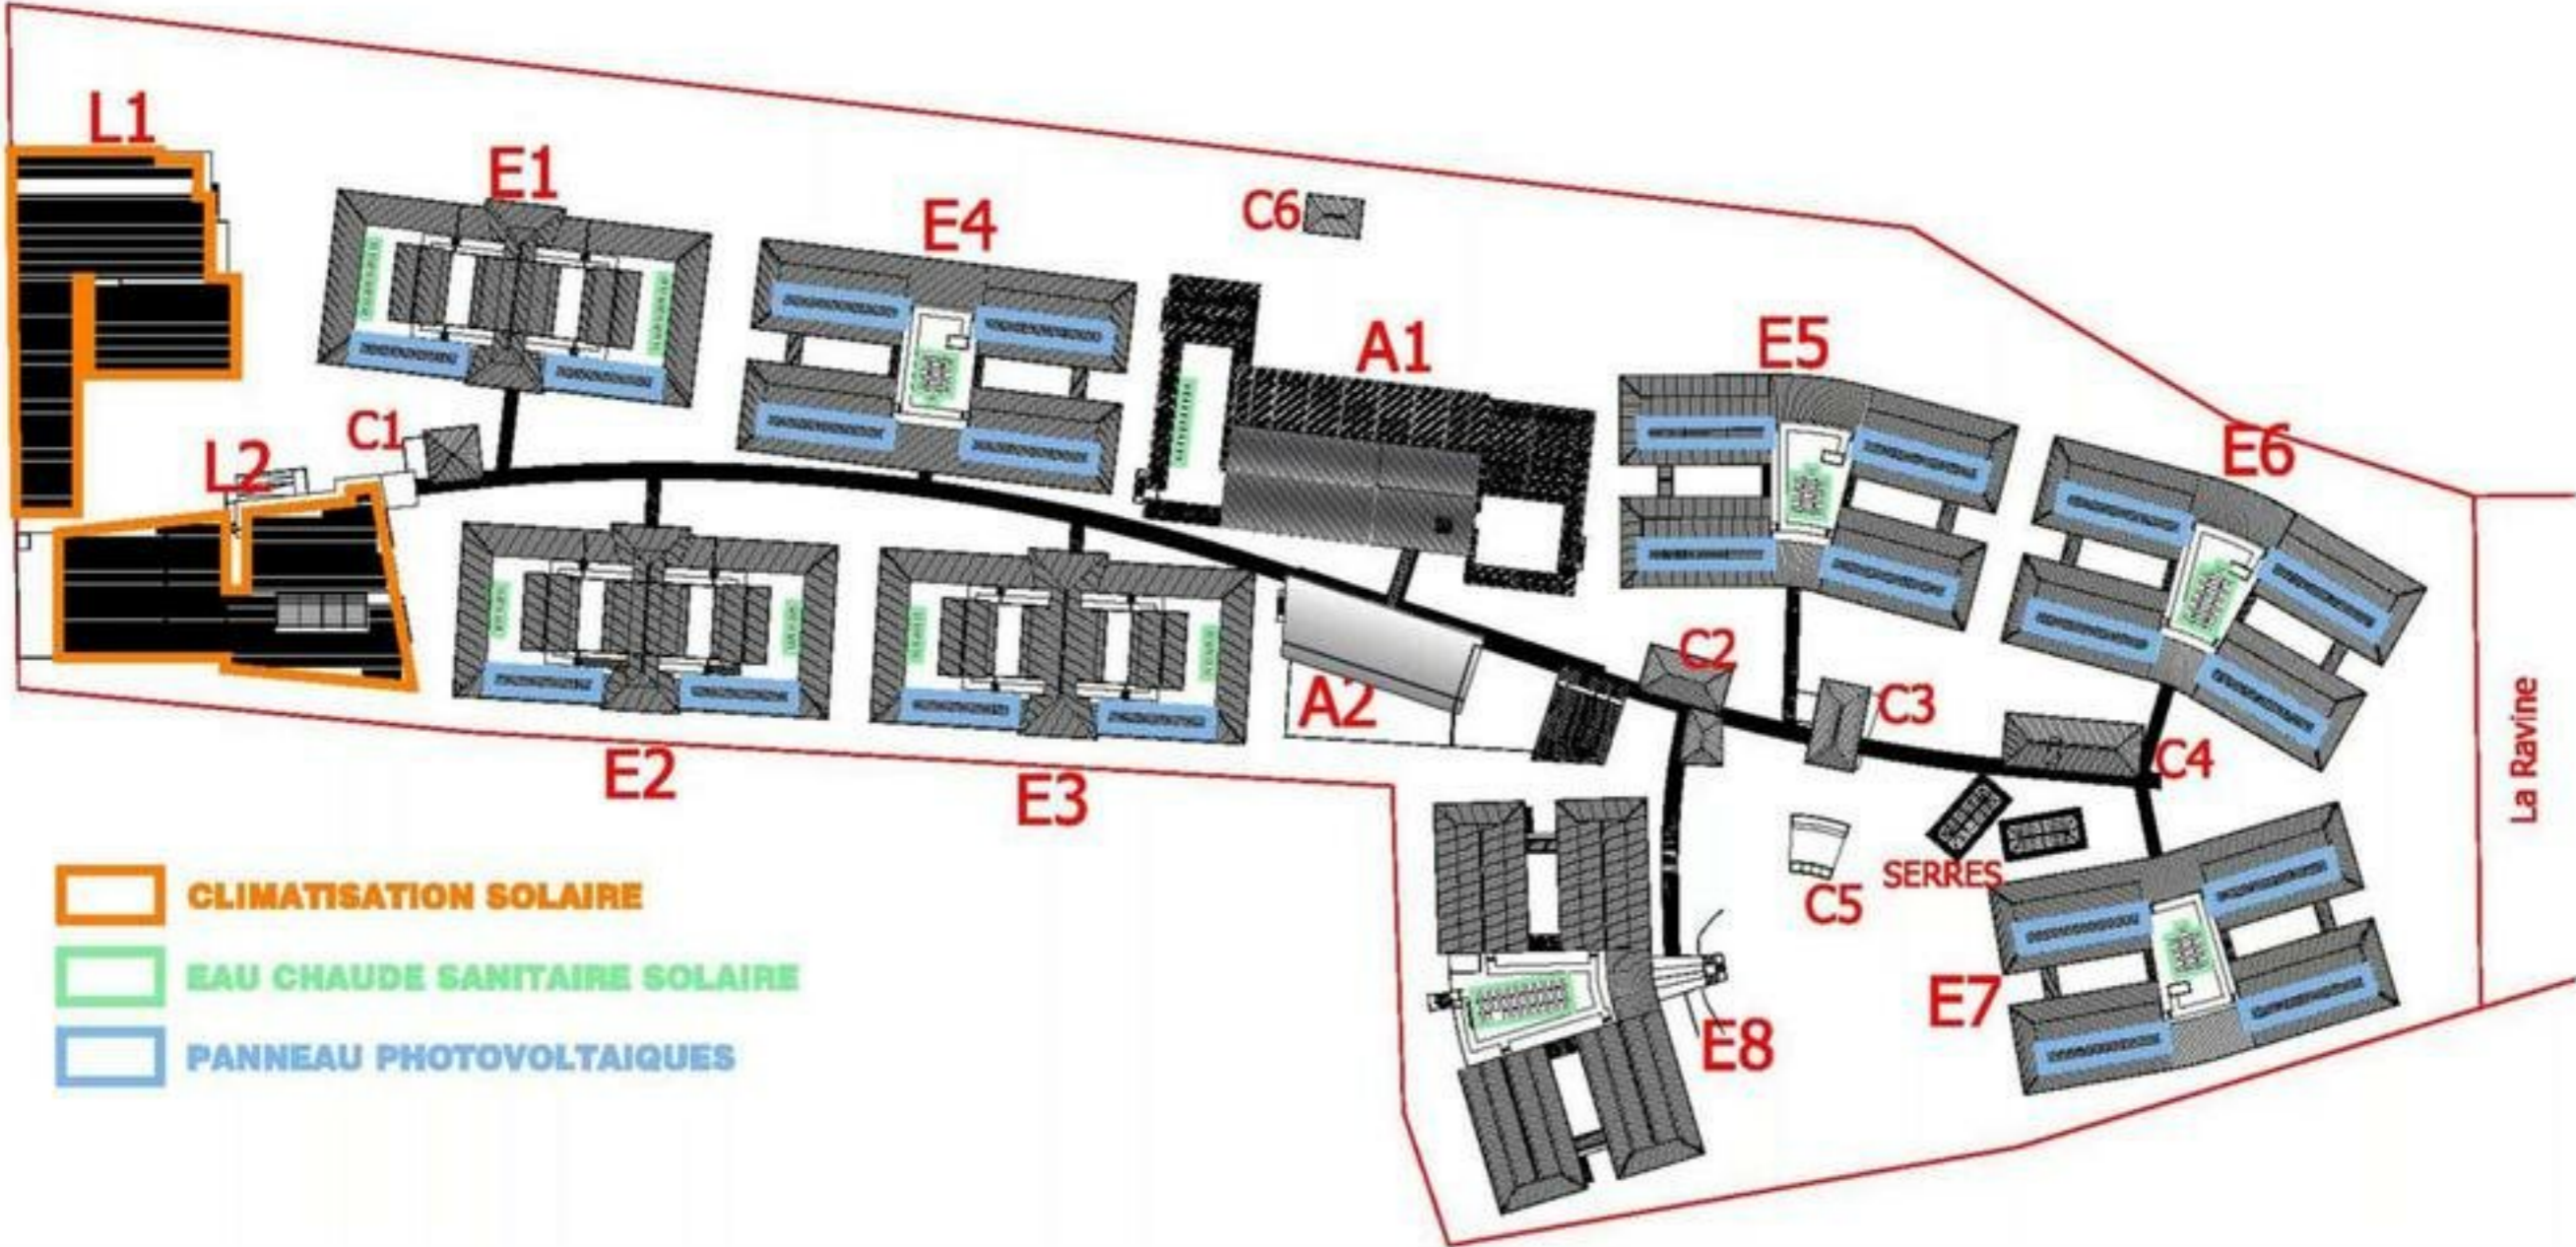 L1
E1
E4
C6
A1
E5
E6
C1
L2
C2
A2
C3
C4
La Ravine
E2
E3
SERRES
C5
E7
E8
CLIMATISATION SOLAIRE
EAU CHAUDE SANITAIRE SOLAIRE
PANNEAU PHOTOVOLTAIQUES